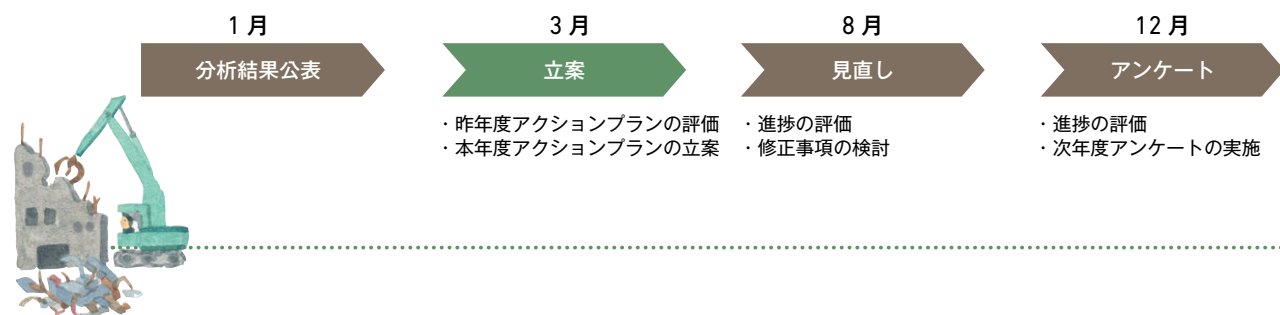 1月
分析結果公表
3月
立案
・昨年度アクションプランの評価
・本年度アクションプランの立案
8月
見直し
・進捗の評価
・修正事項の検討
12月
アンケート
・進捗の評価
・次年度アンケートの実施